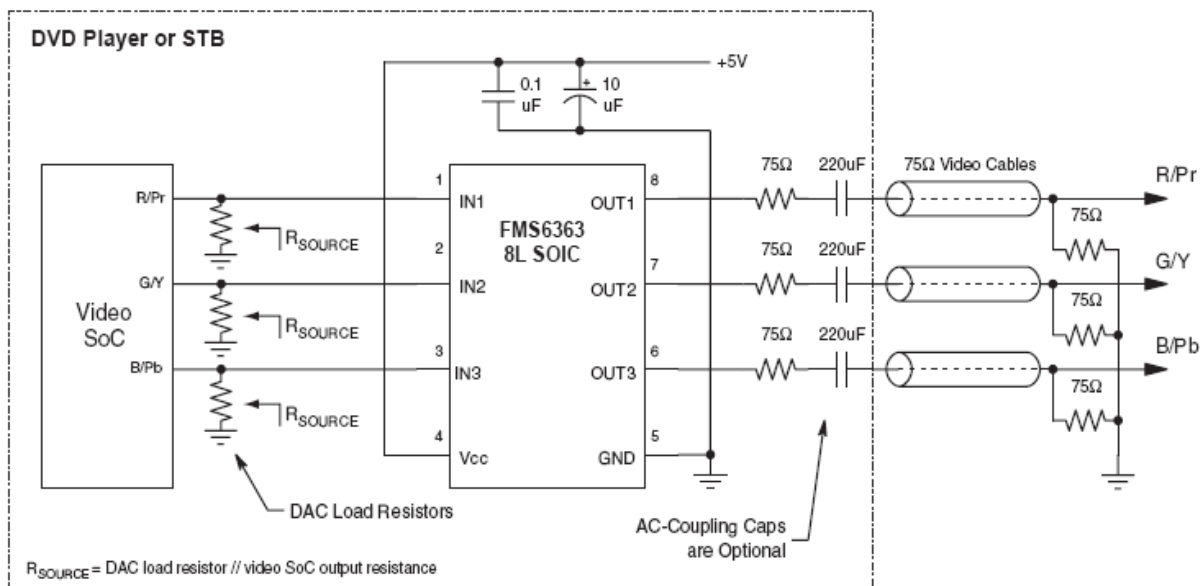 DVD Player or STB
+5V
0.1
uF
+ 10
uF
75Ω 220uF 75Ω Video Cables
R/Pr
R/Pr
1
IN1
8
OUT1
75Ω
RSOURCE
FMS6363
8L SOIC
2
75Ω 220uF
G/Y
G/Y
IN2
7
OUT2
75Ω
Video
SoC
RSOURCE
75Ω 220uF
B/Pb
B/Pb
3
IN3
6
OUT3
75Ω
RSOURCE
4
Vcc
5
GND
DAC Load Resistors
AC-Coupling Caps
are Optional
RSOURCE = DAC load resistor // video SoC output resistance